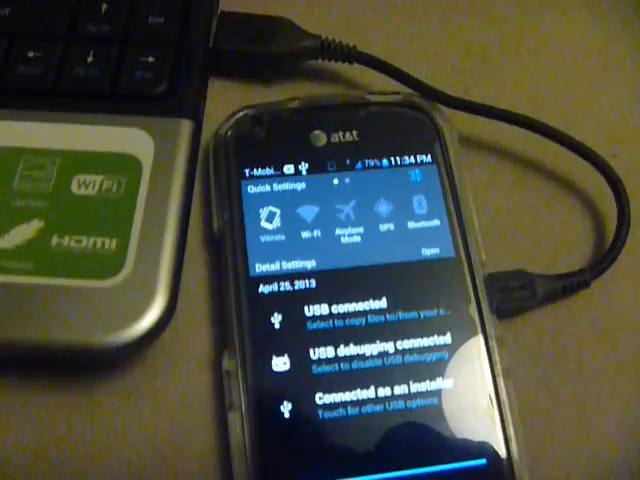 End
WiFi
HDMI
at&t
T-Mobi... 79% 11:34 PM
Quick Settings
Vibrate Wi-Fi Airplane Mode GPS Bluetooth
Detail Settings Open
April 25, 2013
USB connected
Select to copy files to/from your c...
USB debugging connected
Select to disable USB debugging
Connected as an installer
Touch for other USB options